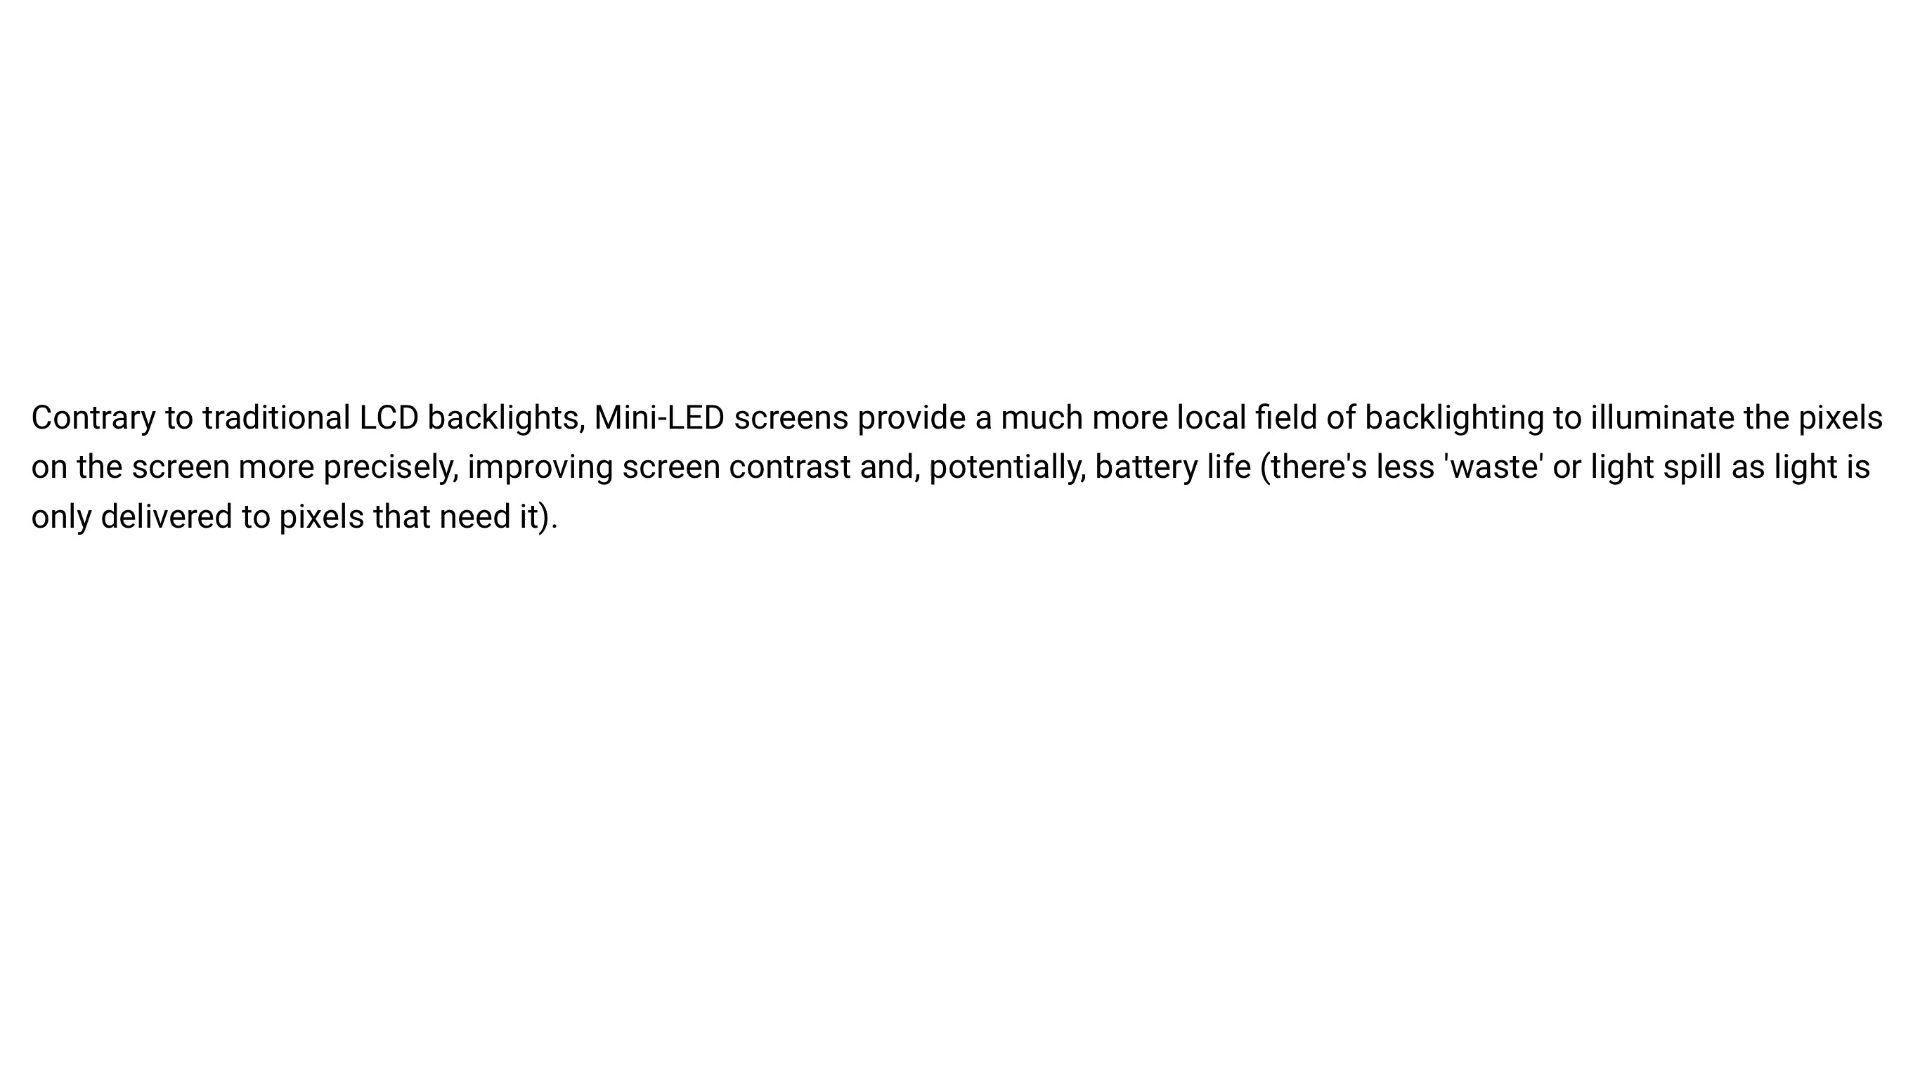 Contrary to traditional LCD backlights, Mini-LED screens provide a much more local field of backlighting to illuminate the pixels
on the screen more precisely, improving screen contrast and, potentially, battery life (there's less 'waste' or light spill as light is
only delivered to pixels that need it).